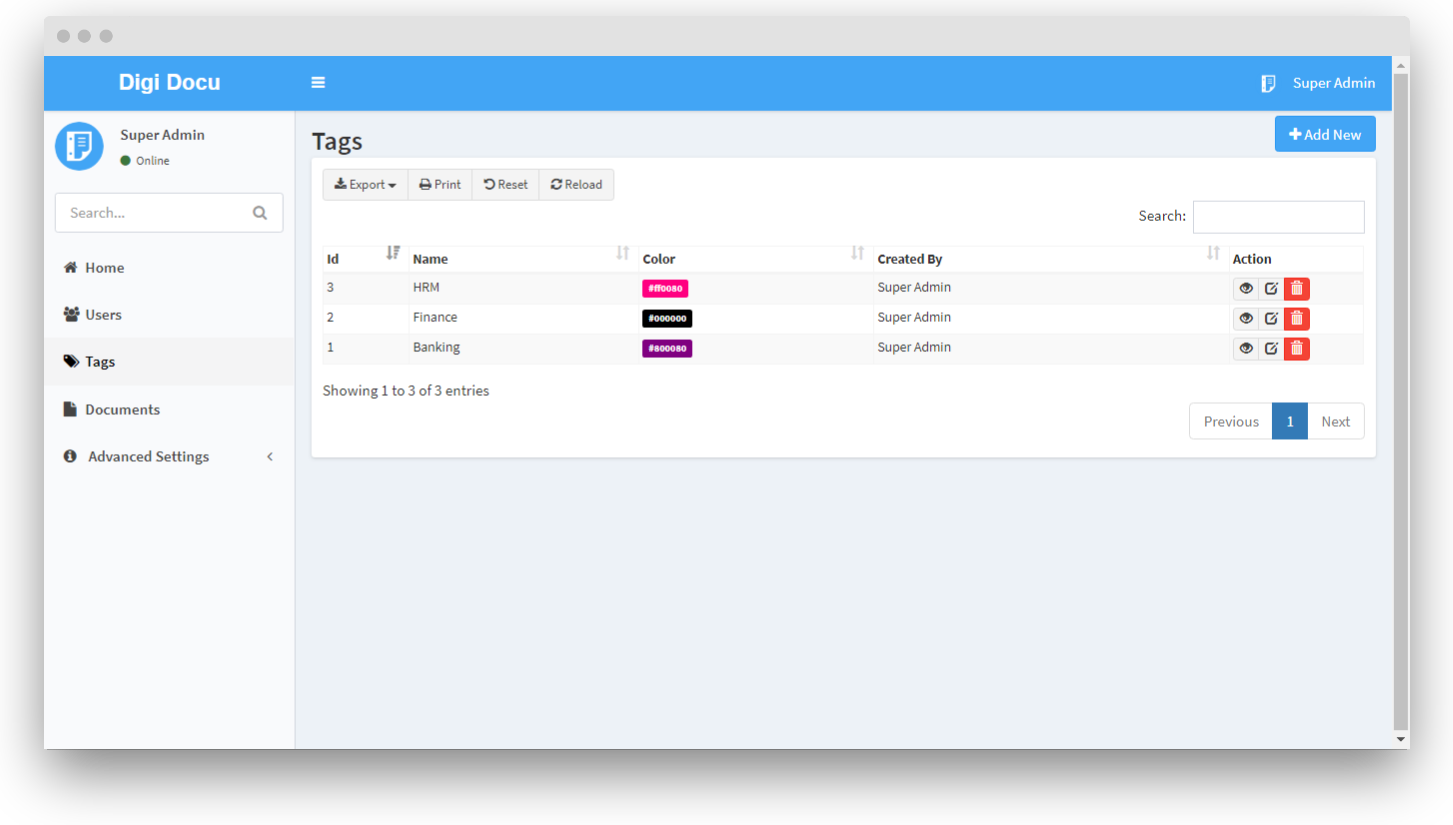 Digi Docu
Super Admin
Super Admin
Online
Search...
Home
Users
Tags
Documents
Advanced Settings
Tags
Add New
Export Print Reset Reload
Search:
Id Name Color Created By Action
3 HRM #ff0080 Super Admin
2 Finance #000000 Super Admin
1 Banking #800080 Super Admin
Showing 1 to 3 of 3 entries
Previous 1 Next